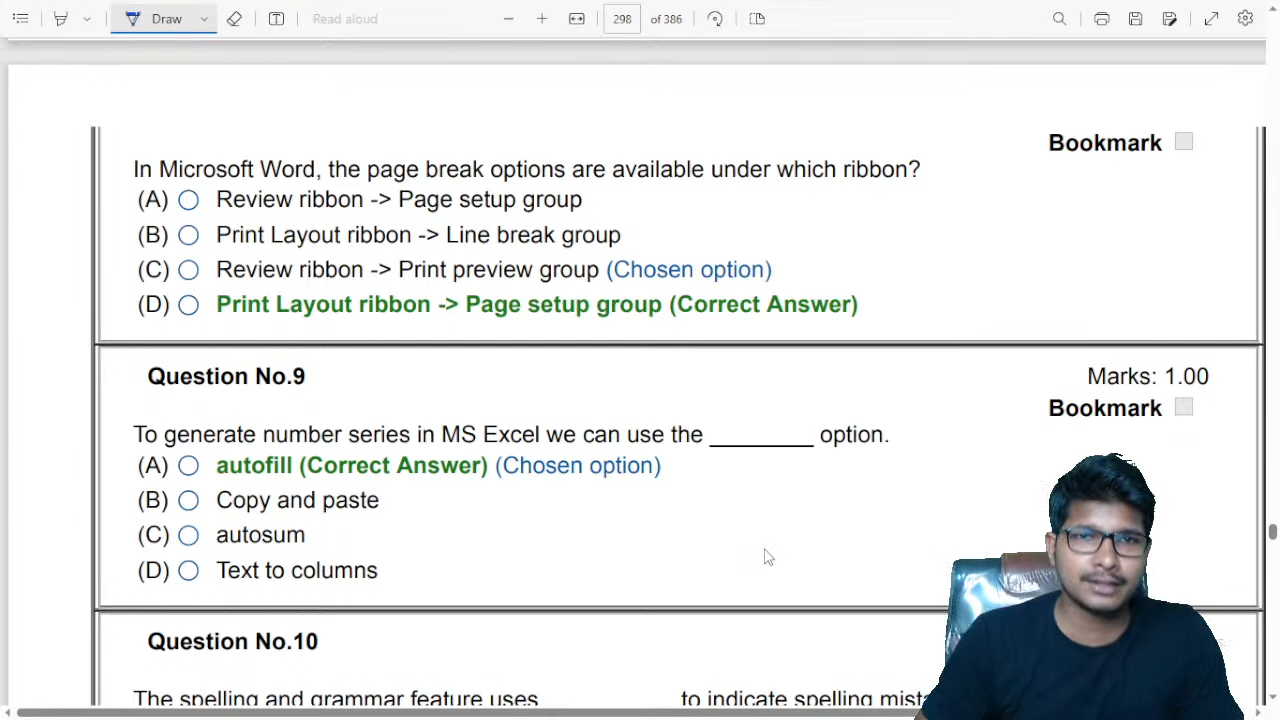 Draw
Read aloud
298 of 386
Bookmark
In Microsoft Word, the page break options are available under which ribbon?
(A) Review ribbon -> Page setup group
(B) Print Layout ribbon -> Line break group
(C) Review ribbon -> Print preview group (Chosen option)
(D) Print Layout ribbon -> Page setup group (Correct Answer)
Question No.9 Marks: 1.00
Bookmark
To generate number series in MS Excel we can use the ________ option.
(A) autofill (Correct Answer) (Chosen option)
(B) Copy and paste
(C) autosum
(D) Text to columns
Question No.10
The spelling and grammar feature uses to indicate spelling